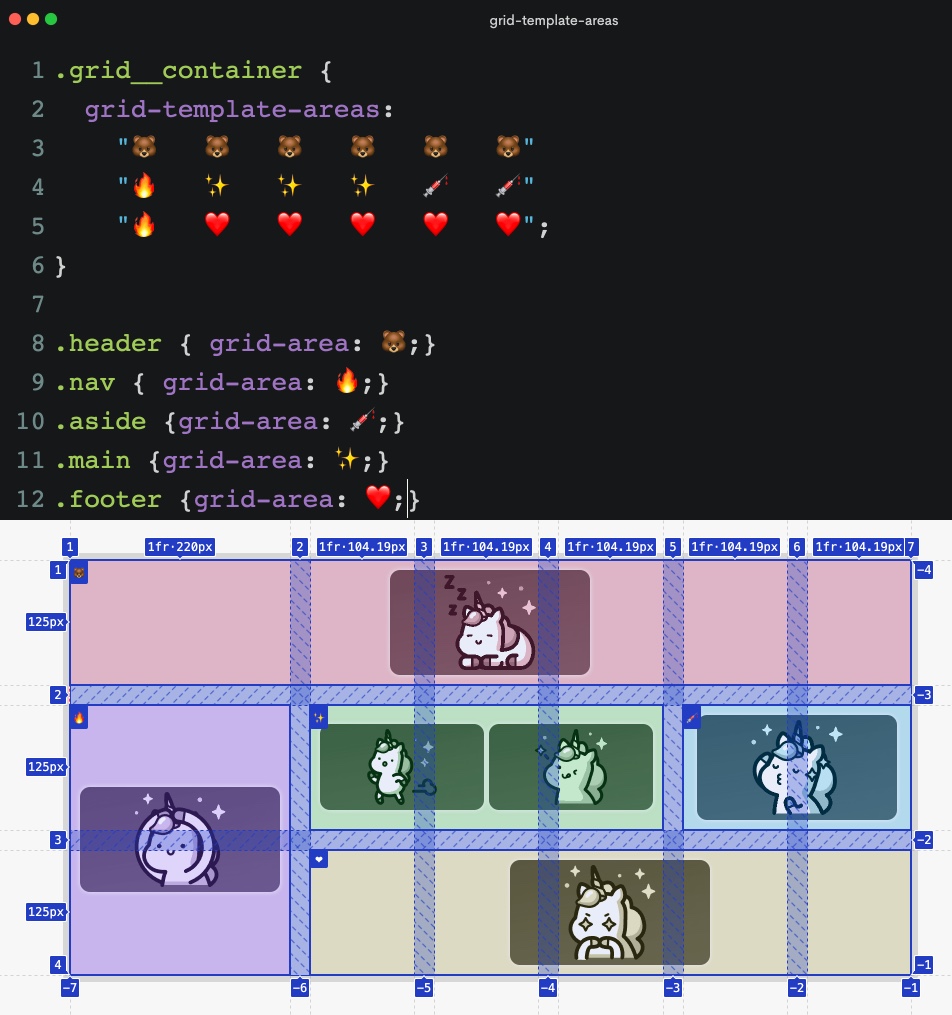 grid-template-areas
1 .grid__container {
2 grid-template-areas:
3 "🐻 🐻 🐻 🐻 🐻 🐻"
4 "🔥 ✨ ✨ ✨ 💉 💉"
5 "🔥 ❤️ ❤️ ❤️ ❤️ ❤️";
6 }
7
8 .header { grid-area: 🐻;}
9 .nav { grid-area: 🔥;}
10 .aside {grid-area: 💉;}
11 .main {grid-area: ✨;}
12 .footer {grid-area: ❤️;}
1 1fr·220px 2 1fr·104.19px 3 1fr·104.19px 4 1fr·104.19px 5 1fr·104.19px 6 1fr·104.19px 7
1 🐻 -4
z z z
125px
2 -3
🔥 ✨ 💉
125px
3 -2
❤
125px
4 -1
-7 -6 -5 -4 -3 -2 -1